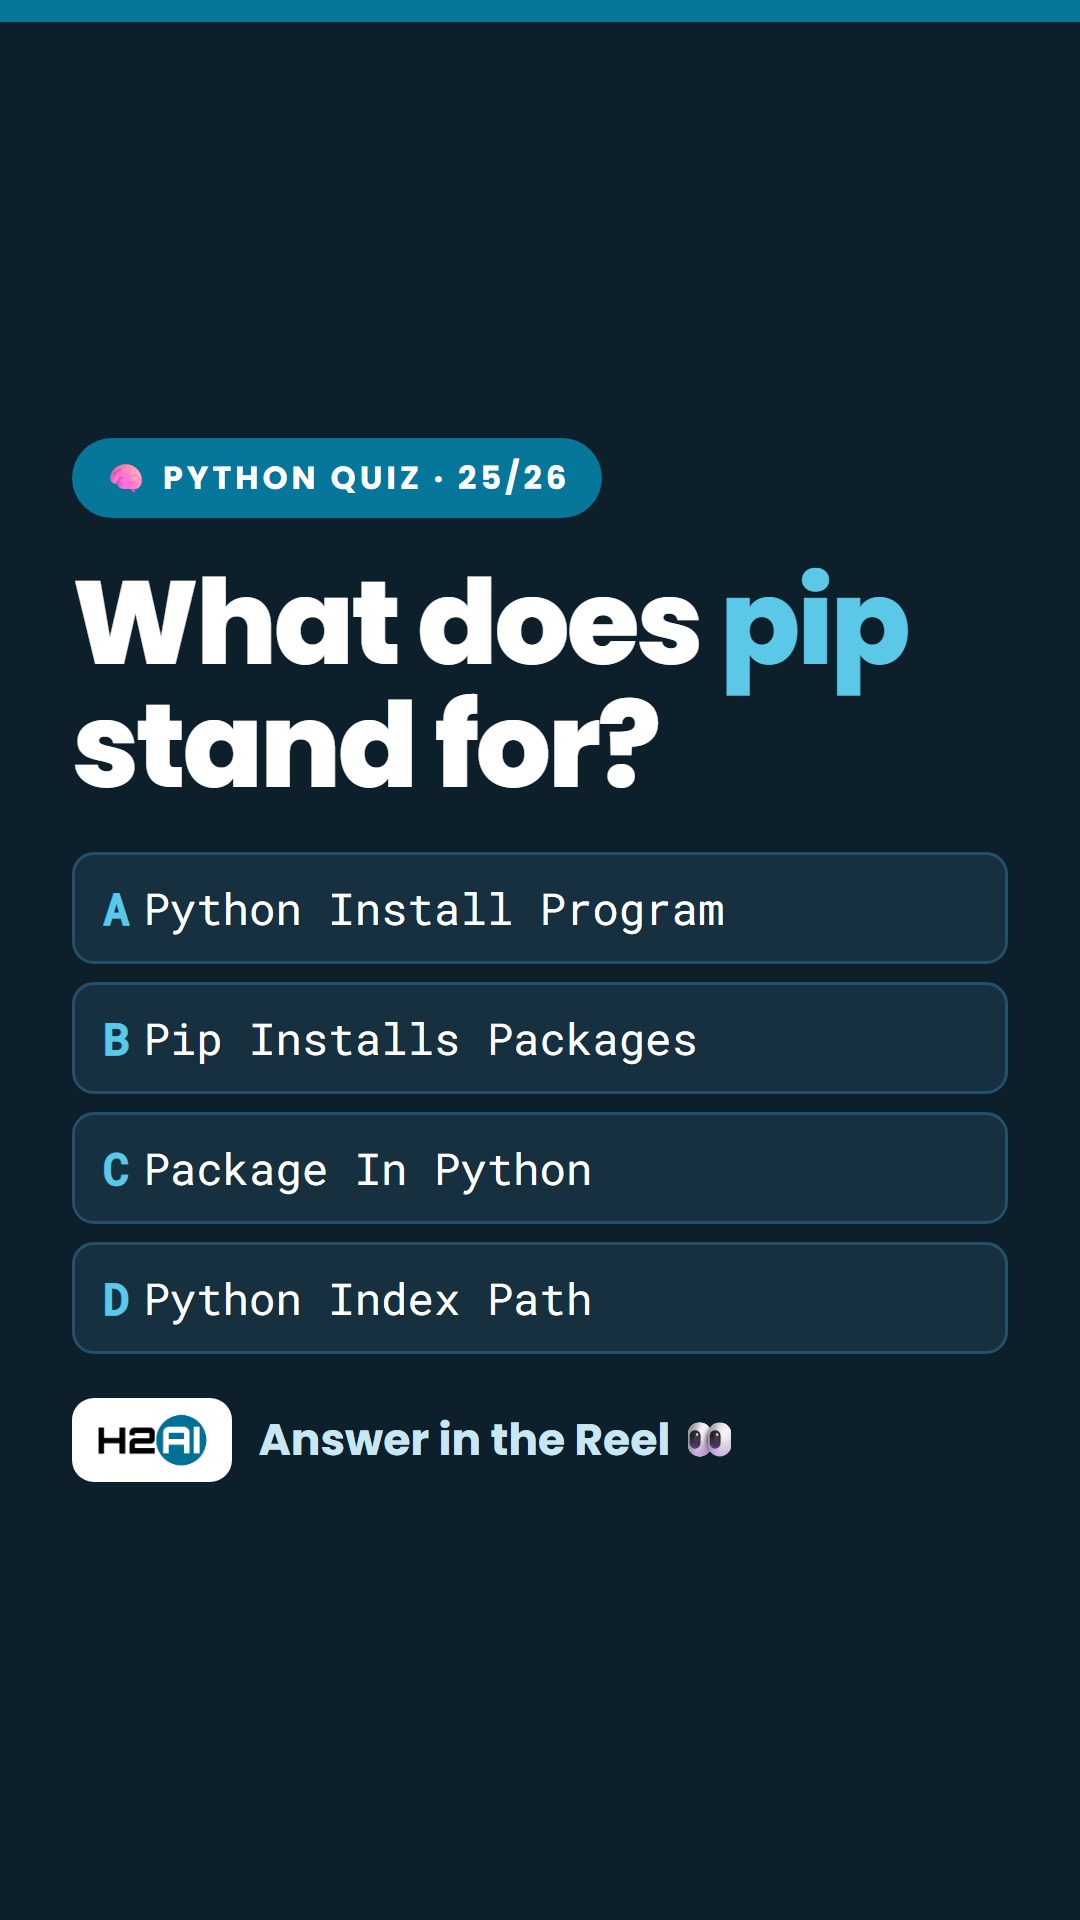 🧠 PYTHON QUIZ · 25/26
What does pip
stand for?
A Python Install Program
B Pip Installs Packages
C Package In Python
D Python Index Path
H2AI Answer in the Reel 👀